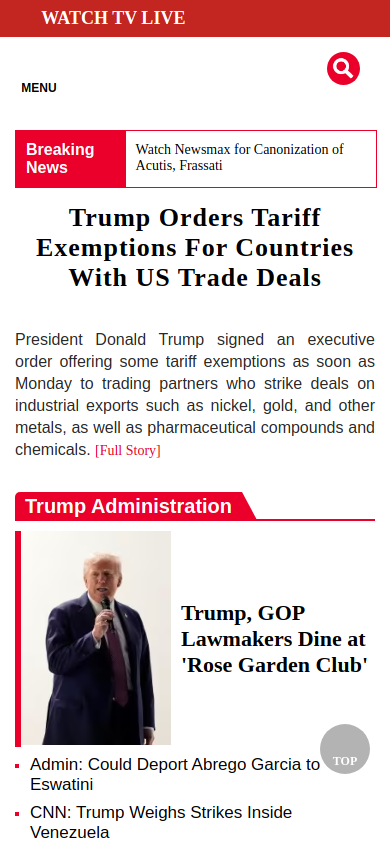 WATCH TV LIVE
MENU
Breaking
News
Watch Newsmax for Canonization of
Acutis, Frassati
Trump Orders Tariff
Exemptions For Countries
With US Trade Deals
President Donald Trump signed an executive
order offering some tariff exemptions as soon as
Monday to trading partners who strike deals on
industrial exports such as nickel, gold, and other
metals, as well as pharmaceutical compounds and
chemicals. [Full Story]
Trump Administration
Trump, GOP
Lawmakers Dine at
'Rose Garden Club'
TOP
Admin: Could Deport Abrego Garcia to
Eswatini
CNN: Trump Weighs Strikes Inside
Venezuela